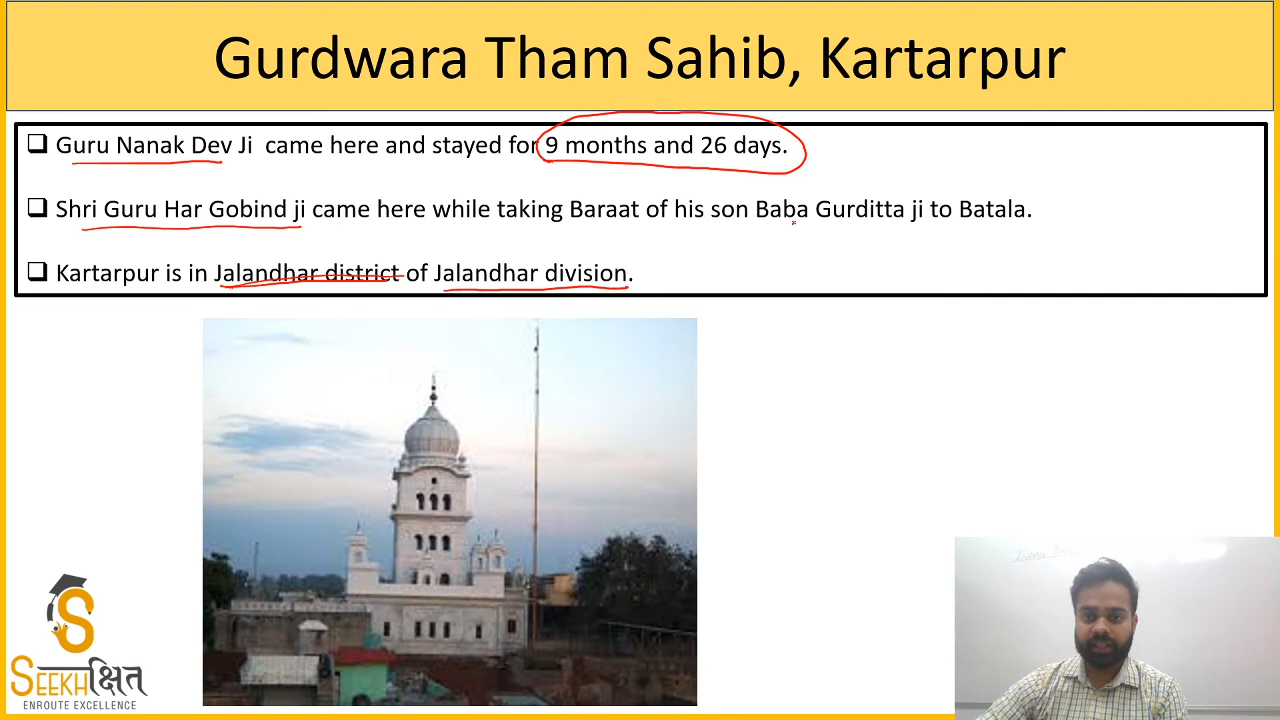 Gurdwara Tham Sahib, Kartarpur
Guru Nanak Dev Ji came here and stayed for 9 months and 26 days.
Shri Guru Har Gobind ji came here while taking Baraat of his son Baba Gurditta ji to Batala.
Kartarpur is in Jalandhar district of Jalandhar division.
SEEKHक्षित
ENROUTE EXCELLENCE